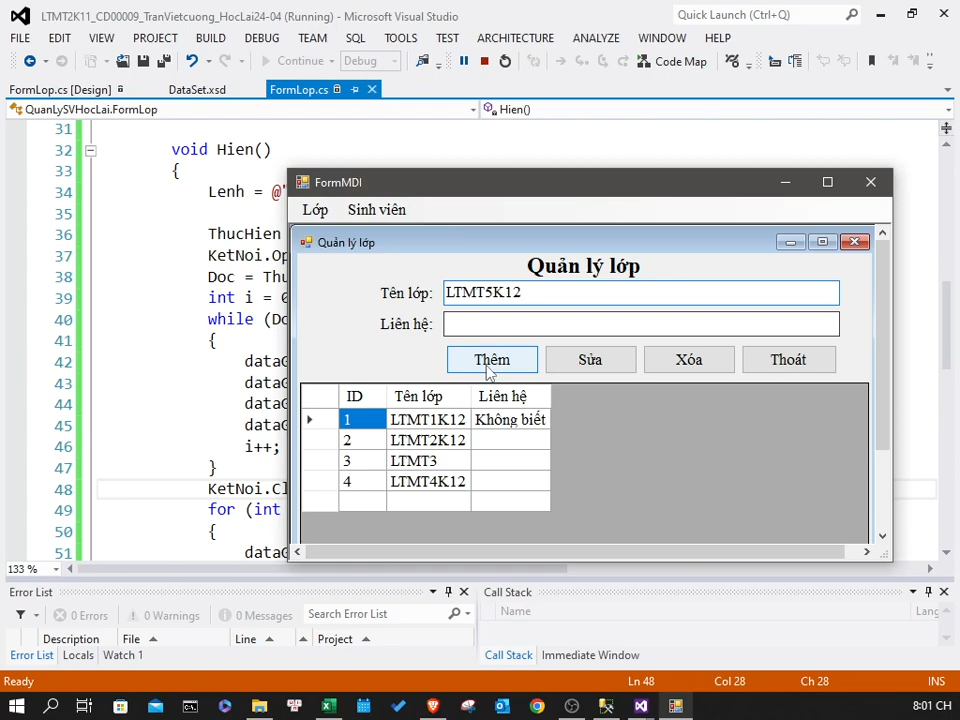 LTMT2K11_CD00009_TranVietcuong_HocLai24-04 (Running) - Microsoft Visual Studio
Quick Launch (Ctrl+Q)
FILE EDIT VIEW PROJECT BUILD DEBUG TEAM SQL TOOLS TEST ARCHITECTURE ANALYZE WINDOW HELP
Continue Debug Code Map
FormLop.cs [Design] DataSet.xsd FormLop.cs
QuanLySVHocLai.FormLop Hien()
31
32 void Hien()
33 {
34 Lenh = @"
35
36 ThucHien
37 KetNoi.Op
38 Doc = Thu
39 int i = 0
40 while (Do
41 {
42 dataG
43 dataG
44 dataG
45 dataG
46 i++;
47 }
48 KetNoi.Cl
49 for (int
50 {
51 dataG
FormMDI
Lớp Sinh viên
Quản lý lớp
Quản lý lớp
Tên lớp: LTMT5K12
Liên hệ:
Thêm Sửa Xóa Thoát
ID Tên lớp Liên hệ
1 LTMT1K12 Không biết
2 LTMT2K12
3 LTMT3
4 LTMT4K12
133 %
Error List
0 Errors 0 Warnings 0 Messages Search Error List
Description File Line Project
Error List Locals Watch 1
Call Stack
Name Lang
Call Stack Immediate Window
Ready Ln 48 Col 28 Ch 28 INS
8:01 CH